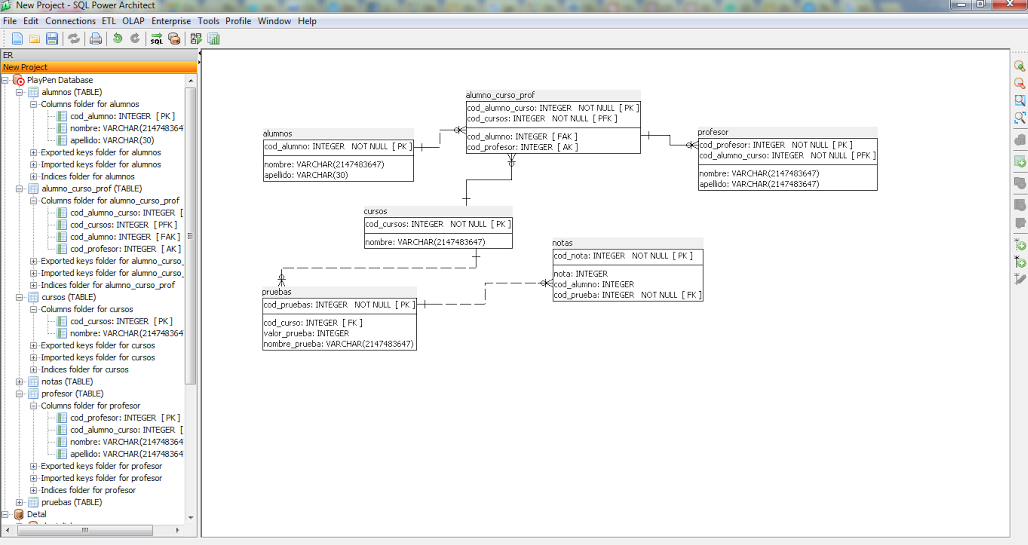 New Project - SQL Power Architect
File Edit Connections ETL OLAP Enterprise Tools Profile Window Help
SQL
ER
New Project
PlayPen Database
alumnos (TABLE)
Columns folder for alumnos
cod_alumno: INTEGER [ PK ]
nombre: VARCHAR(2147483647
apellido: VARCHAR(30)
Exported keys folder for alumnos
Imported keys folder for alumnos
Indices folder for alumnos
alumno_curso_prof (TABLE)
Columns folder for alumno_curso_prof
cod_alumno_curso: INTEGER [
cod_cursos: INTEGER [ PFK ]
cod_alumno: INTEGER [ FAK ]
cod_profesor: INTEGER [ AK ]
Exported keys folder for alumno_curso_
Imported keys folder for alumno_curso_
Indices folder for alumno_curso_prof
cursos (TABLE)
Columns folder for cursos
cod_cursos: INTEGER [ PK ]
nombre: VARCHAR(2147483647
Exported keys folder for cursos
Imported keys folder for cursos
Indices folder for cursos
notas (TABLE)
profesor (TABLE)
Columns folder for profesor
cod_profesor: INTEGER [ PK ]
cod_alumno_curso: INTEGER [
nombre: VARCHAR(2147483647
apellido: VARCHAR(2147483647
Exported keys folder for profesor
Imported keys folder for profesor
Indices folder for profesor
pruebas (TABLE)
Detal
alumno_curso_prof
cod_alumno_curso: INTEGER NOT NULL [ PK ]
cod_cursos: INTEGER NOT NULL [ PFK ]
cod_alumno: INTEGER [ FAK ]
cod_profesor: INTEGER [ AK ]
alumnos
cod_alumno: INTEGER NOT NULL [ PK ]
nombre: VARCHAR(2147483647)
apellido: VARCHAR(30)
profesor
cod_profesor: INTEGER NOT NULL [ PK ]
cod_alumno_curso: INTEGER NOT NULL [ PFK ]
nombre: VARCHAR(2147483647)
apellido: VARCHAR(2147483647)
cursos
cod_cursos: INTEGER NOT NULL [ PK ]
nombre: VARCHAR(2147483647)
notas
cod_nota: INTEGER NOT NULL [ PK ]
nota: INTEGER
cod_alumno: INTEGER
cod_prueba: INTEGER NOT NULL [ FK ]
pruebas
cod_pruebas: INTEGER NOT NULL [ PK ]
cod_curso: INTEGER [ FK ]
valor_prueba: INTEGER
nombre_prueba: VARCHAR(2147483647)